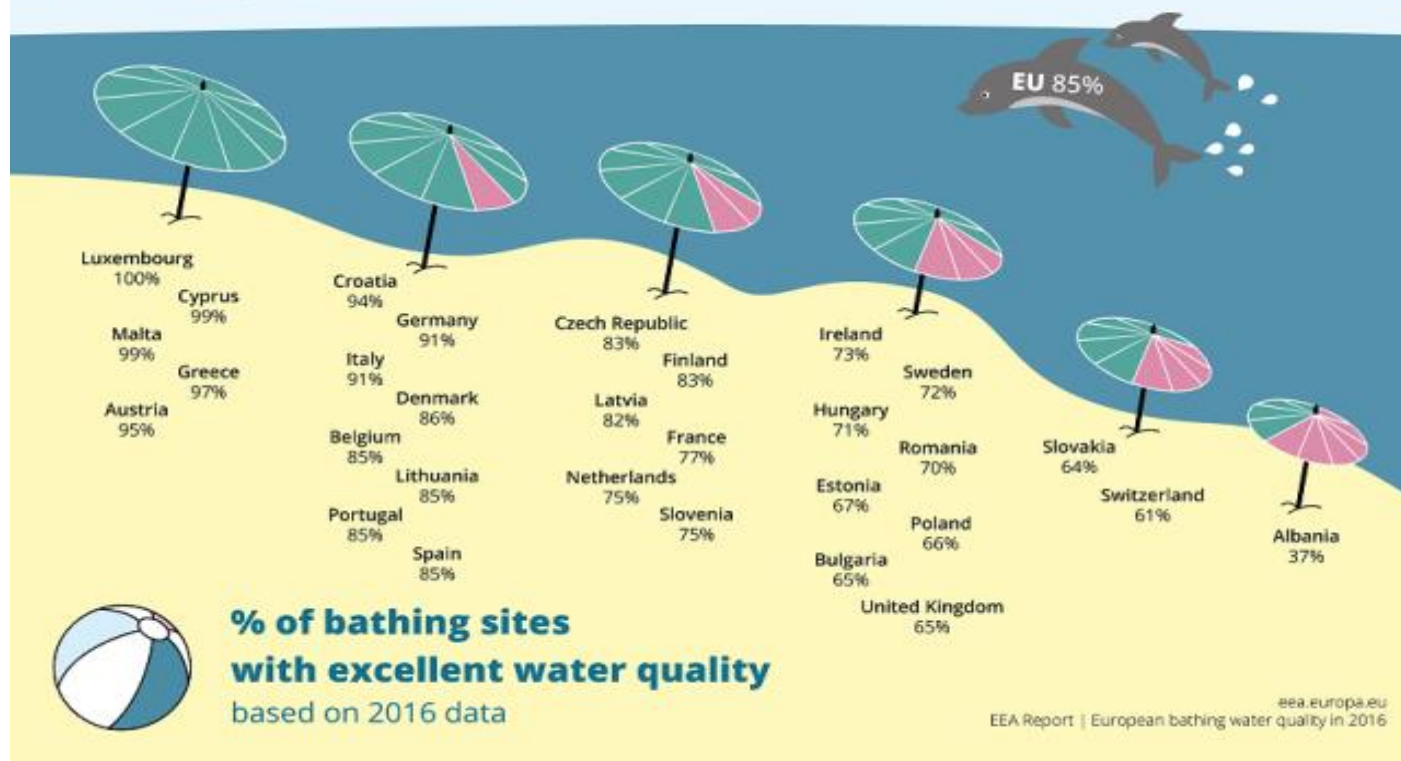 EU 85%
Luxembourg
100%
Cyprus
99%
Malta
99%
Greece
97%
Austria
95%
Croatia
94%
Germany
91%
Italy
91%
Denmark
86%
Belgium
85%
Lithuania
85%
Portugal
85%
Spain
85%
Czech Republic
83%
Finland
83%
Latvia
82%
France
77%
Netherlands
75%
Slovenia
75%
Ireland
73%
Sweden
72%
Hungary
71%
Romania
70%
Estonia
67%
Poland
66%
Bulgaria
65%
United Kingdom
65%
Slovakia
64%
Switzerland
61%
Albania
37%
% of bathing sites
with excellent water quality
based on 2016 data
eea.europa.eu
EEA Report | European bathing water quality in 2016